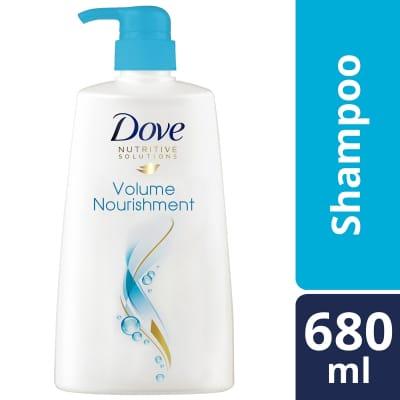 Dove
NUTRITIVE
SOLUTIONS
Volume
Nourishment
Shampoo
680
ml